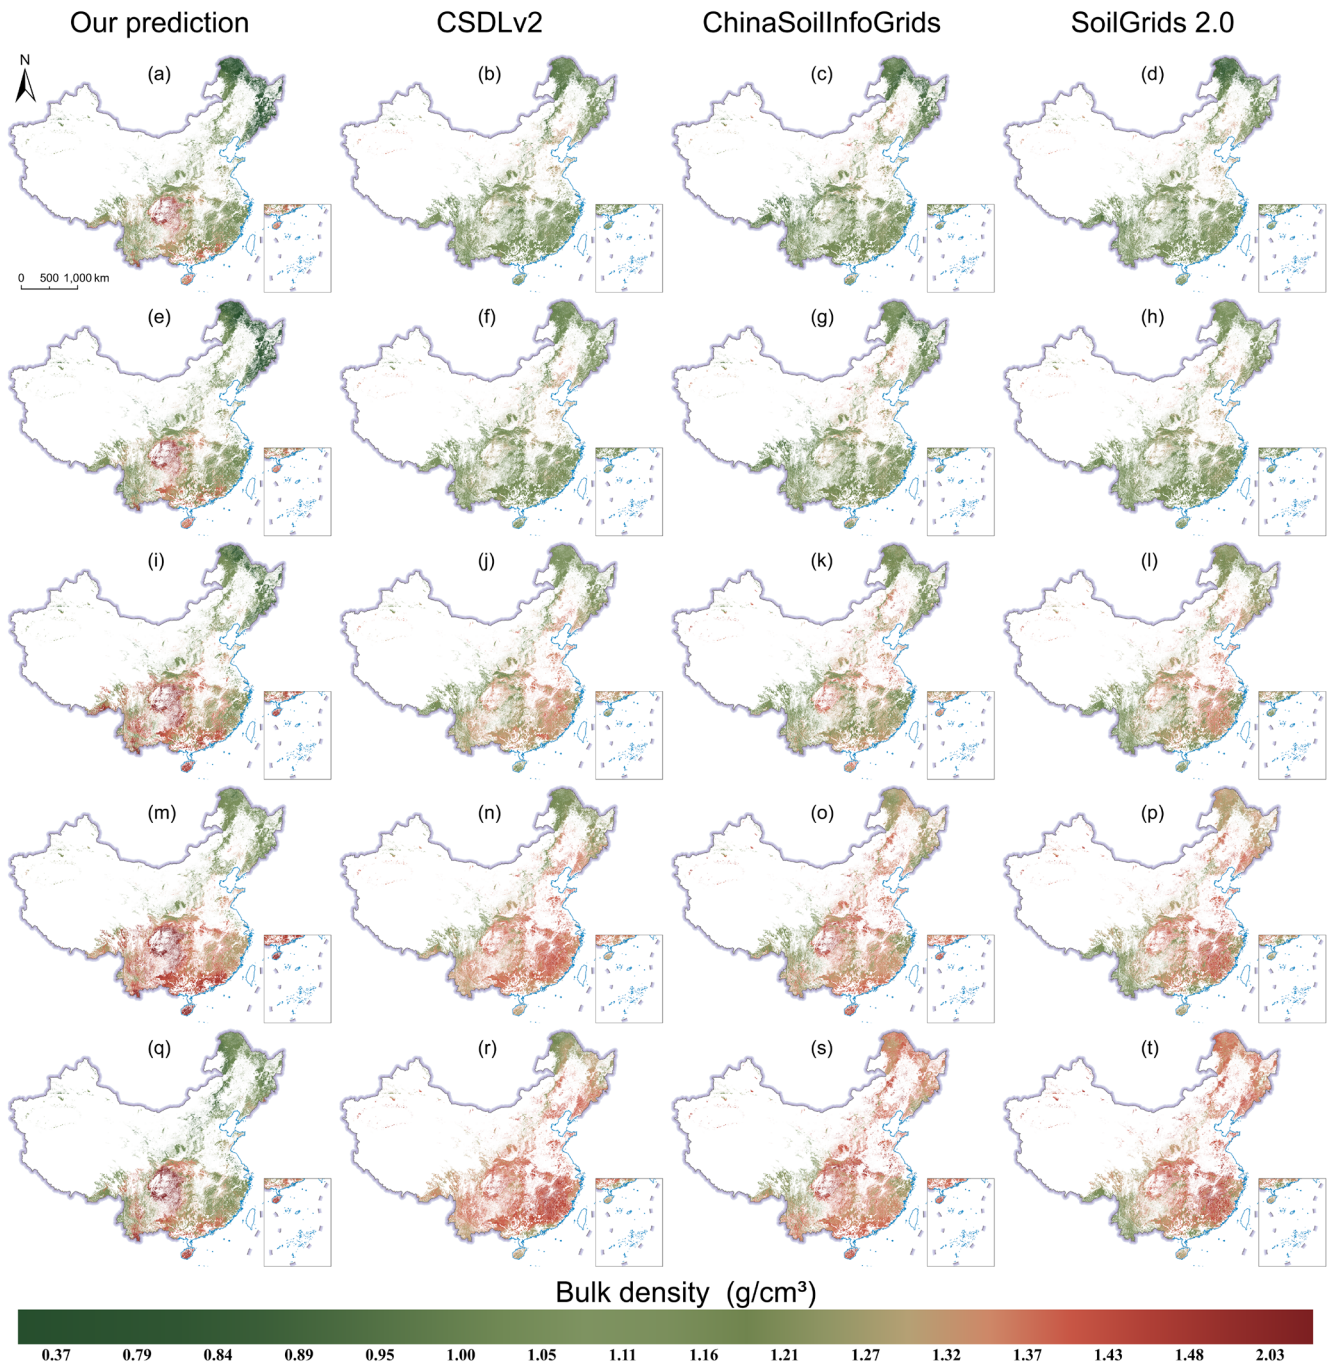 Our prediction CSDLv2 ChinaSoilInfoGrids SoilGrids 2.0
N
(a) (b) (c) (d)
0 500 1,000 km
(e) (f) (g) (h)
(i) (j) (k) (l)
(m) (n) (o) (p)
(q) (r) (s) (t)
Bulk density (g/cm³)
0.37 0.79 0.84 0.89 0.95 1.00 1.05 1.11 1.16 1.21 1.27 1.32 1.37 1.43 1.48 2.03